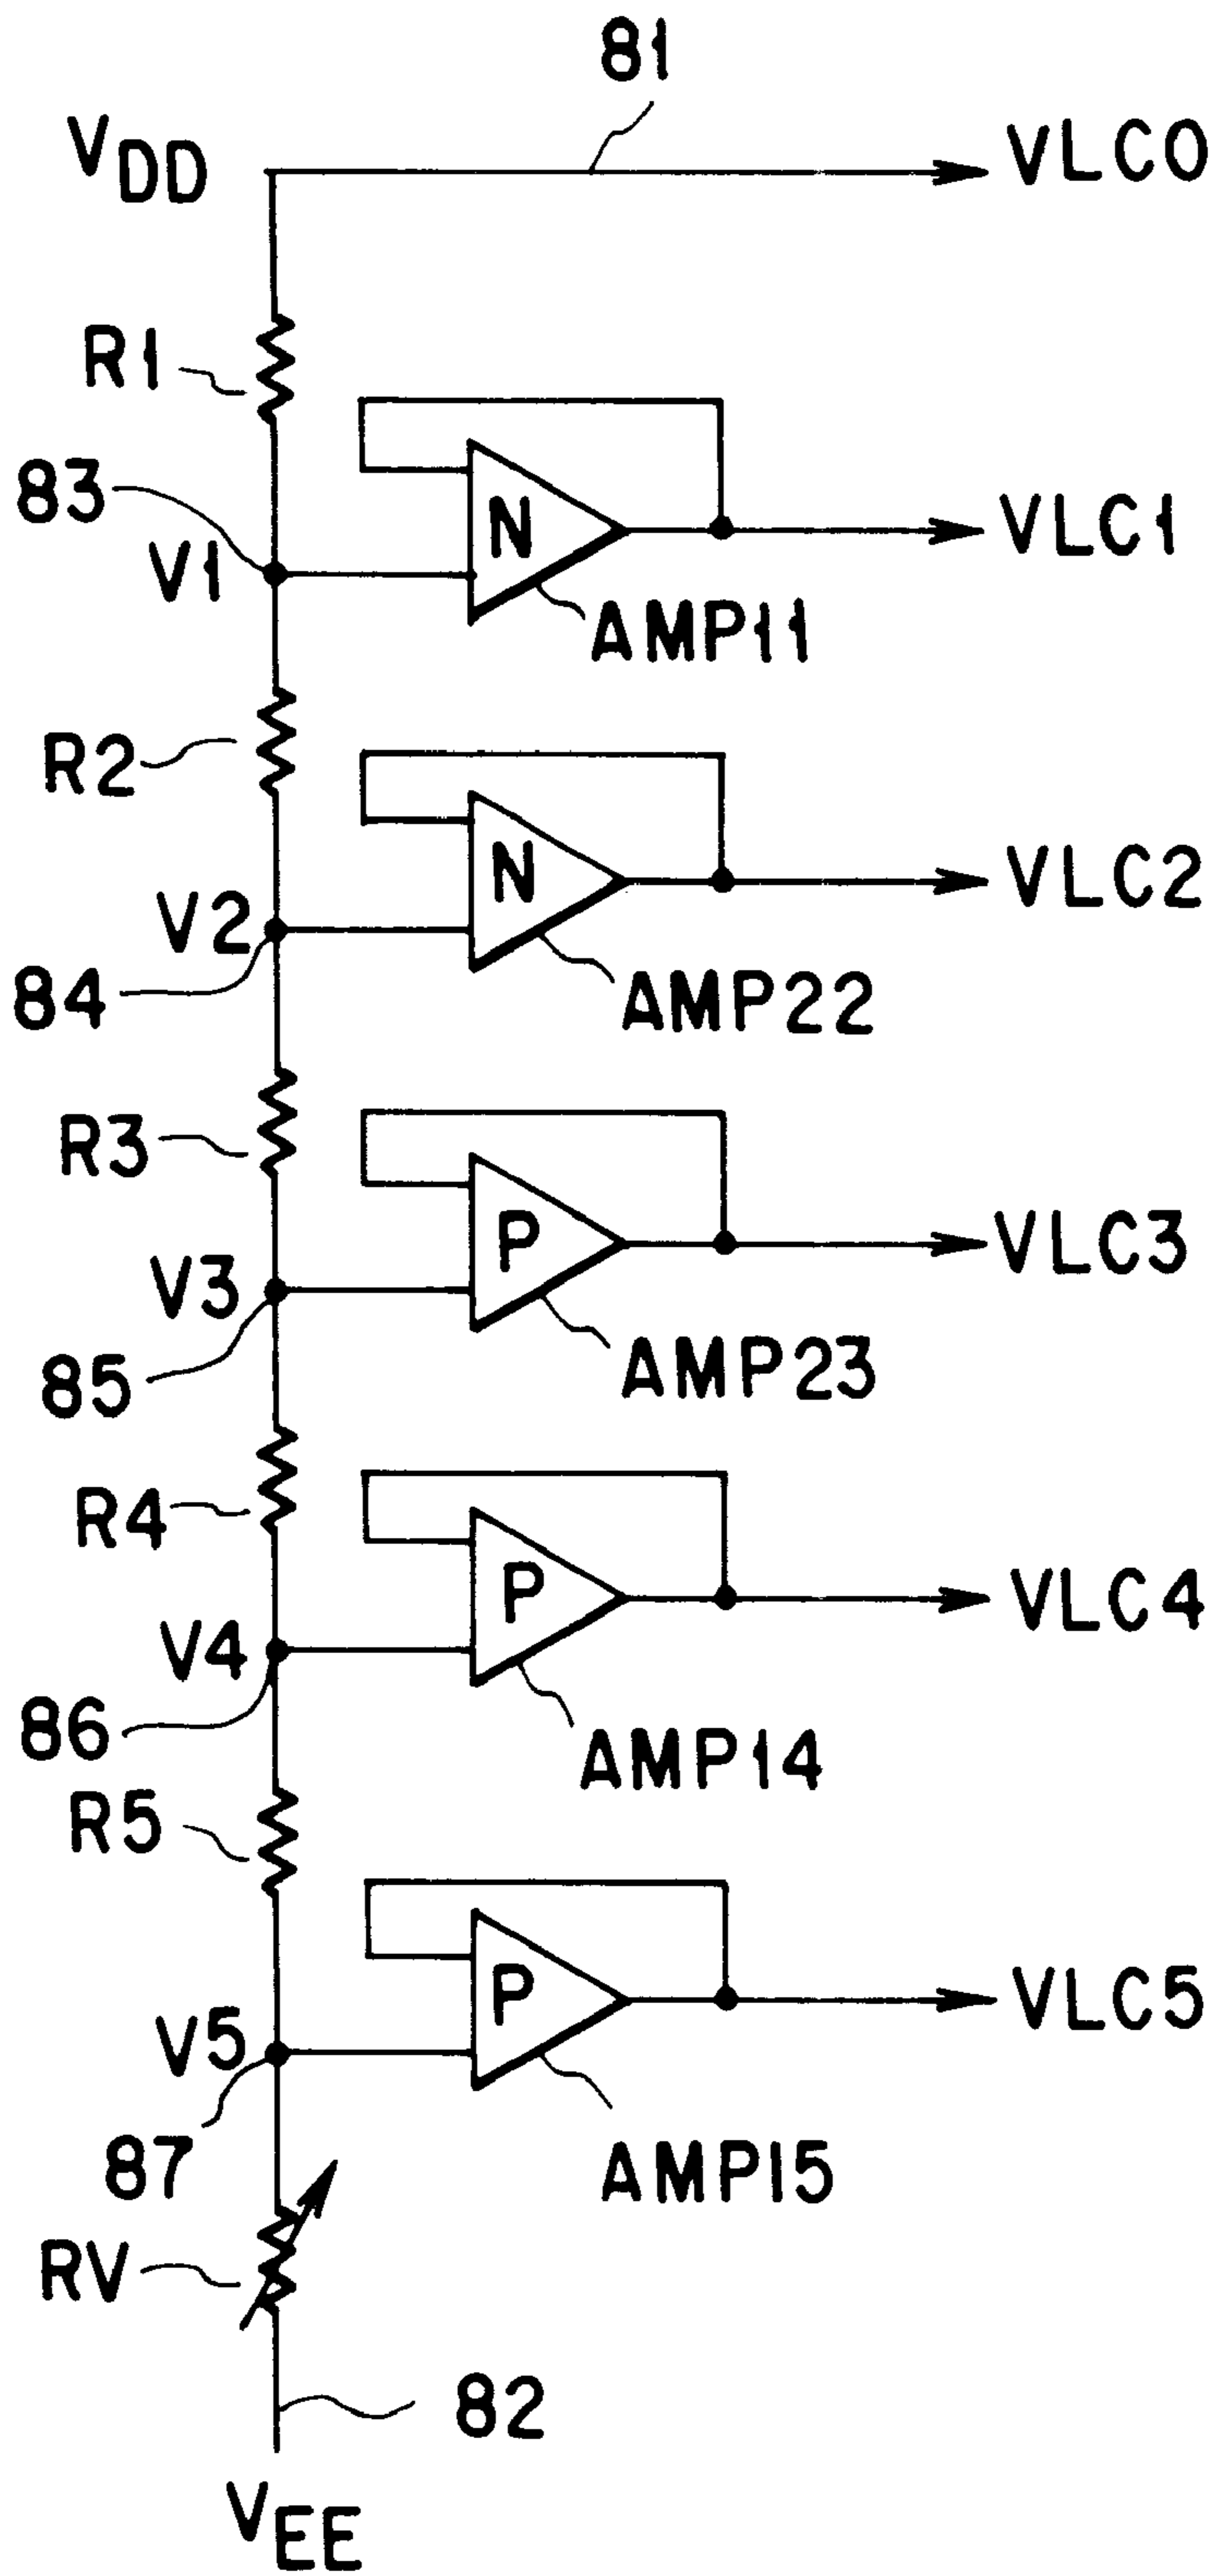 81
VDD
VLC0
R1
N
83
VLC1
V1
AMP11
R2
N
VLC2
V2
84
AMP22
R3
P
VLC3
V3
85
AMP23
R4
P
VLC4
V4
86
AMP14
R5
P
VLC5
V5
87
AMP15
RV
82
VEE